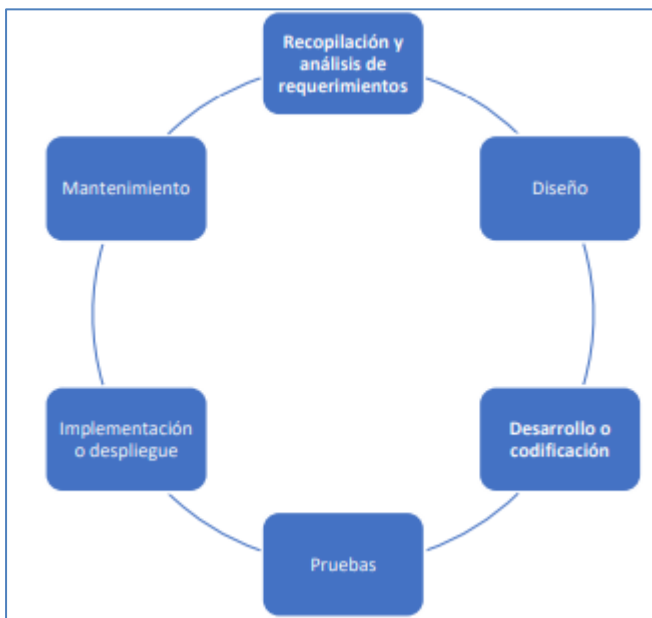 Recopilación y
análisis de
requerimientos
Diseño
Desarrollo o
codificación
Pruebas
Implementación
o despliegue
Mantenimiento